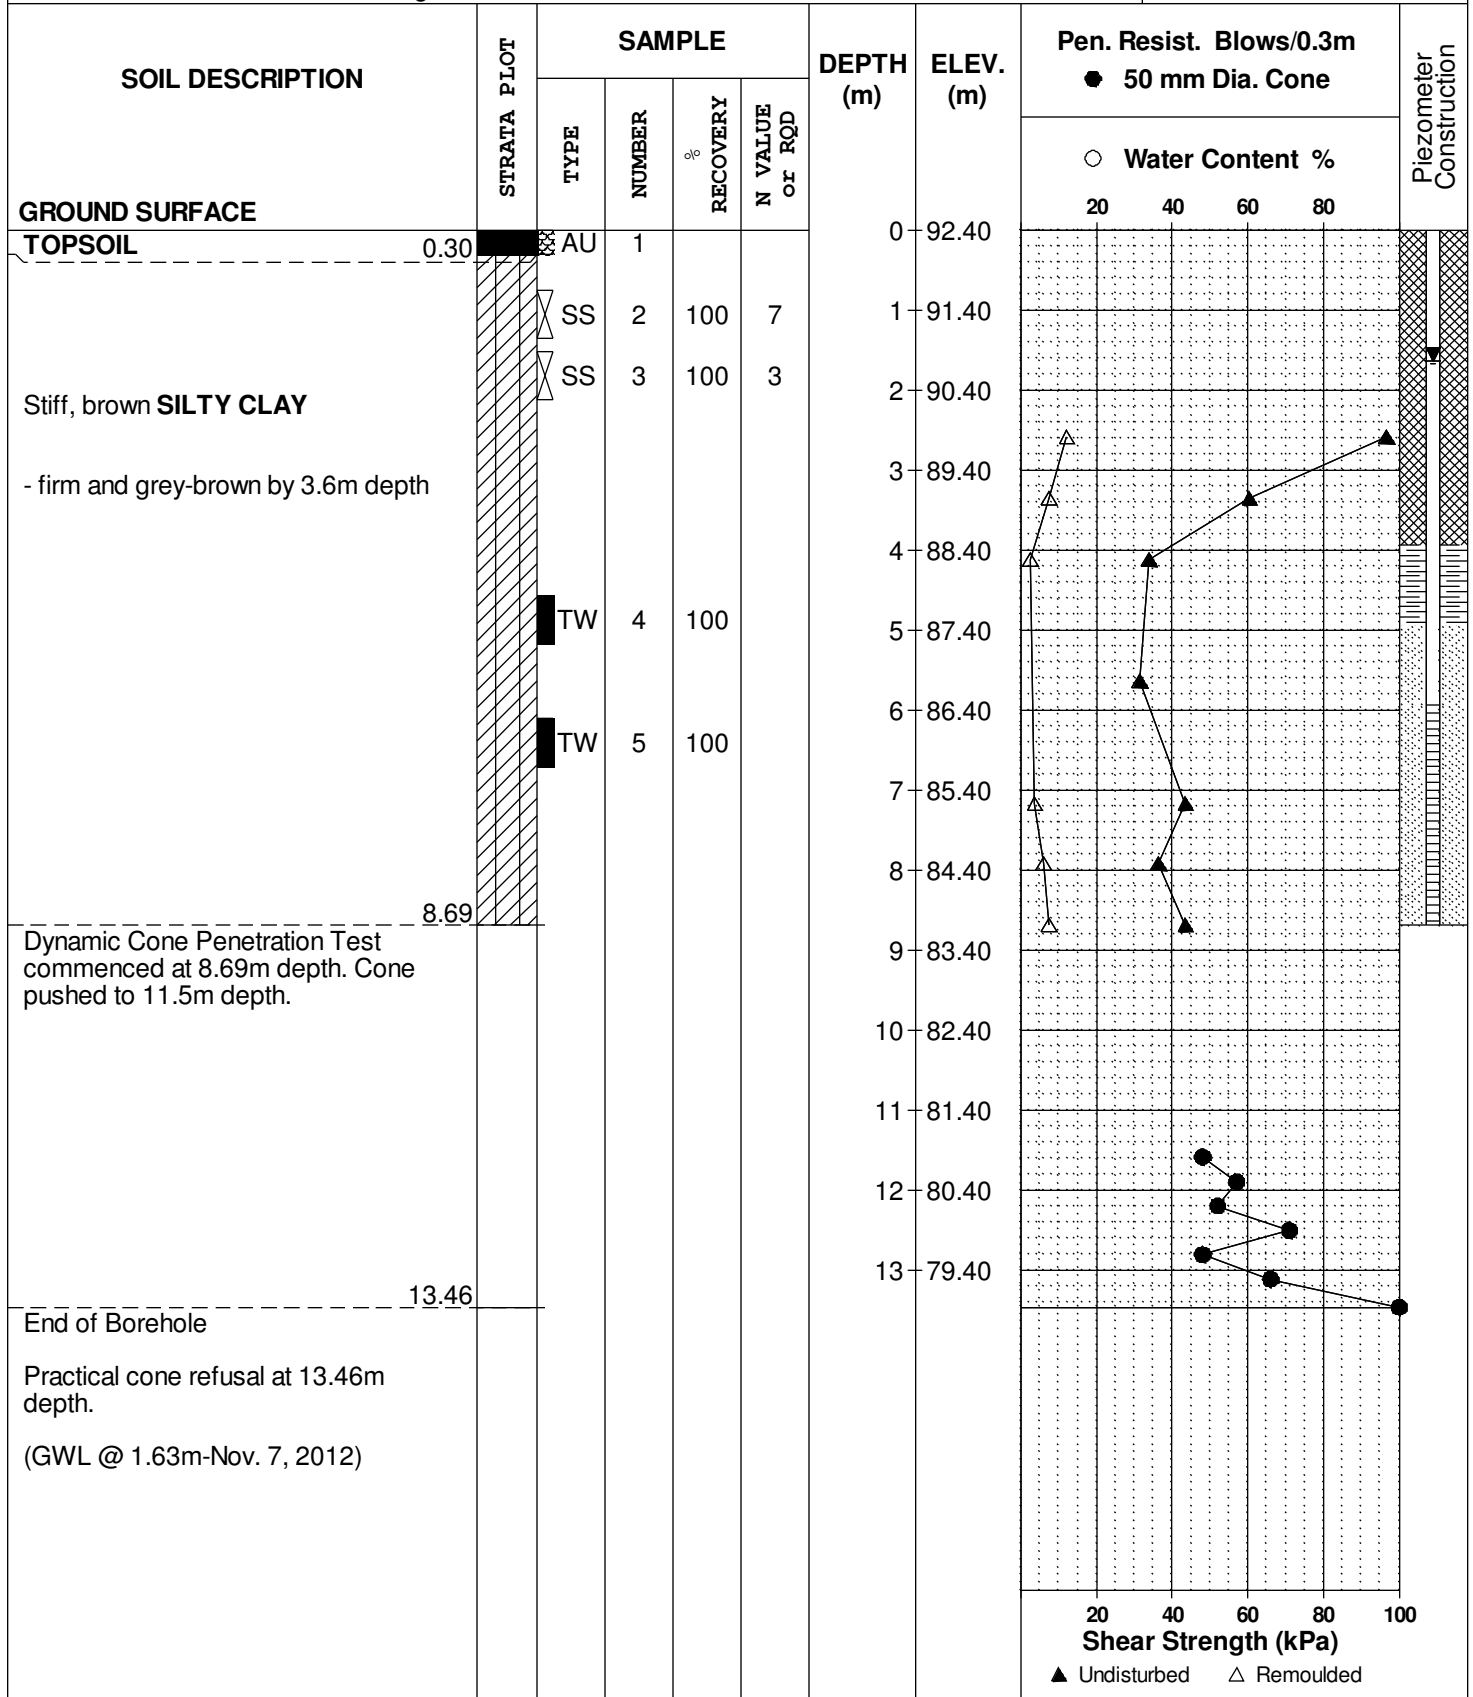 SOIL DESCRIPTION
STRATA PLOT
SAMPLE
TYPE
NUMBER
%
RECOVERY
N VALUE
or RQD
DEPTH
(m)
ELEV.
(m)
Pen. Resist. Blows/0.3m
● 50 mm Dia. Cone
○ Water Content %
20 40 60 80
Piezometer
Construction
GROUND SURFACE
0 92.40
TOPSOIL 0.30
AU 1
SS 2 100 7
1 91.40
SS 3 100 3
2 90.40
Stiff, brown SILTY CLAY
3 89.40
- firm and grey-brown by 3.6m depth
4 88.40
TW 4 100
5 87.40
6 86.40
TW 5 100
7 85.40
8 84.40
8.69
Dynamic Cone Penetration Test
commenced at 8.69m depth. Cone
pushed to 11.5m depth.
9 83.40
10 82.40
11 81.40
12 80.40
13 79.40
13.46
End of Borehole
Practical cone refusal at 13.46m
depth.
(GWL @ 1.63m-Nov. 7, 2012)
20 40 60 80 100
Shear Strength (kPa)
▲ Undisturbed △ Remoulded